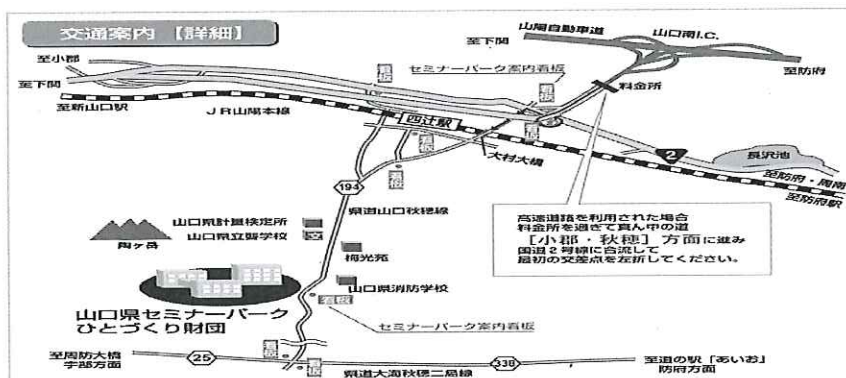 交通案内 【詳細】
山陽自動車道
山口南I.C.
至下関
至防府
至小郡
至下関
至新山口駅
JR山陽本線
看板
セミナーパーク案内看板
看板
料金所
四辻駅
看板
2
長沢池
至防府・周南
至防府駅
大村大橋
看板
看板
194
県道山口秋穂線
高速道路を利用された場合
料金所を過ぎて真ん中の道
[小郡・秋穂] 方面に進み
国道2号線に合流して
最初の交差点を左折してください。
陶ヶ岳
山口県計量検定所
山口県立聾学校
文
梅光苑
山口県消防学校
看板
セミナーパーク案内看板
山口県セミナーパーク
ひとづくり財団
至周防大橋
宇部方面
25
看板
看板
県道大海秋穂二島線
338
至道の駅「あいお」
防府方面